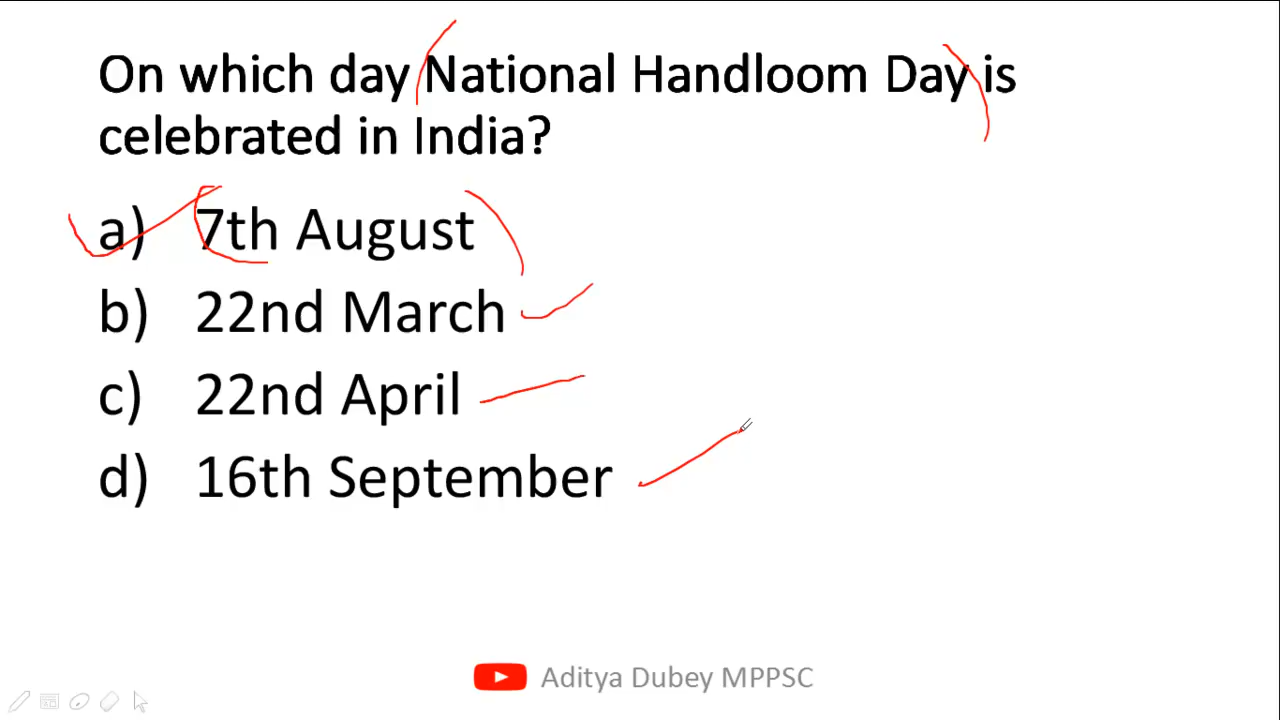 On which day National Handloom Day is
celebrated in India?
a) 7th August
b) 22nd March
c) 22nd April
d) 16th September
Aditya Dubey MPPSC